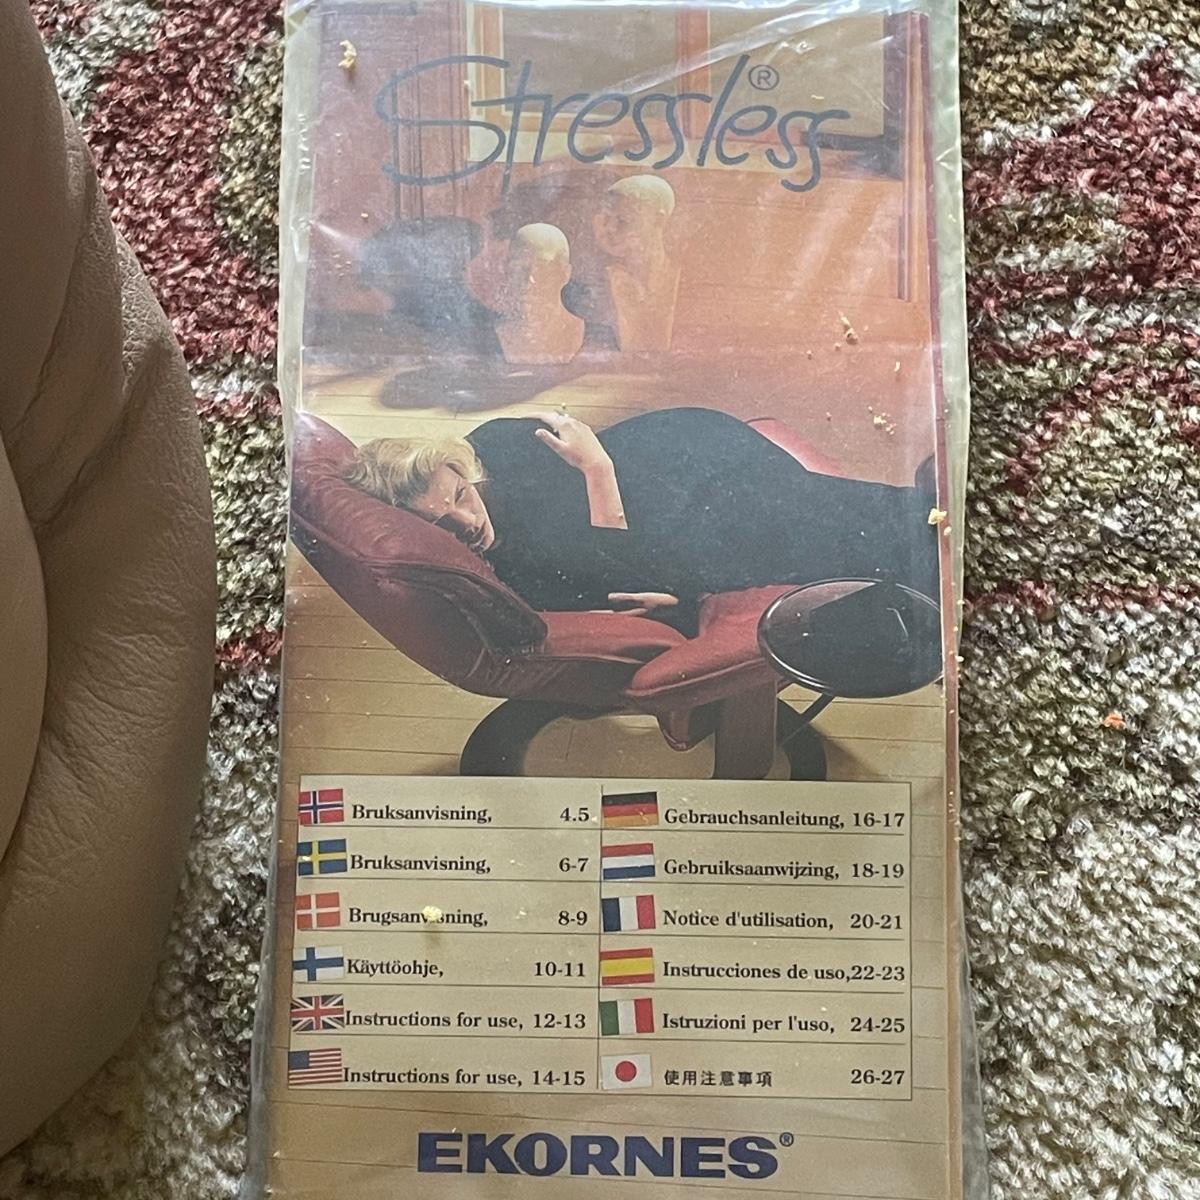 Stressless®
Bruksanvisning, 4.5
Bruksanvisning, 6-7
Brugsanvisning, 8-9
Käyttöohje, 10-11
Instructions for use, 12-13
Instructions for use, 14-15
Gebrauchsanleitung, 16-17
Gebruiksaanwijzing, 18-19
Notice d'utilisation, 20-21
Instrucciones de uso,22-23
Istruzioni per l'uso, 24-25
使用注意事項 26-27
EKORNES®